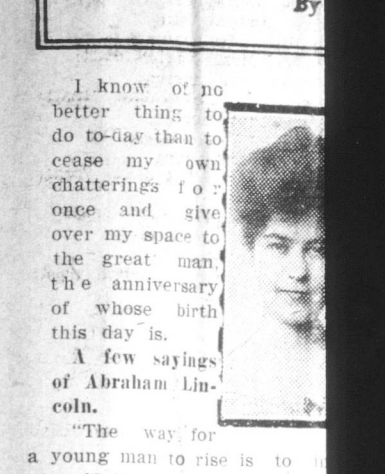 By
I know of no
better thing to
do to-day than to
cease my own
chatterings for
once and give
over my space to
the great man,
the anniversary
of whose birth
this day is.
A few sayings
of Abraham Lin-
coln.
"The way for
a young man to rise is to